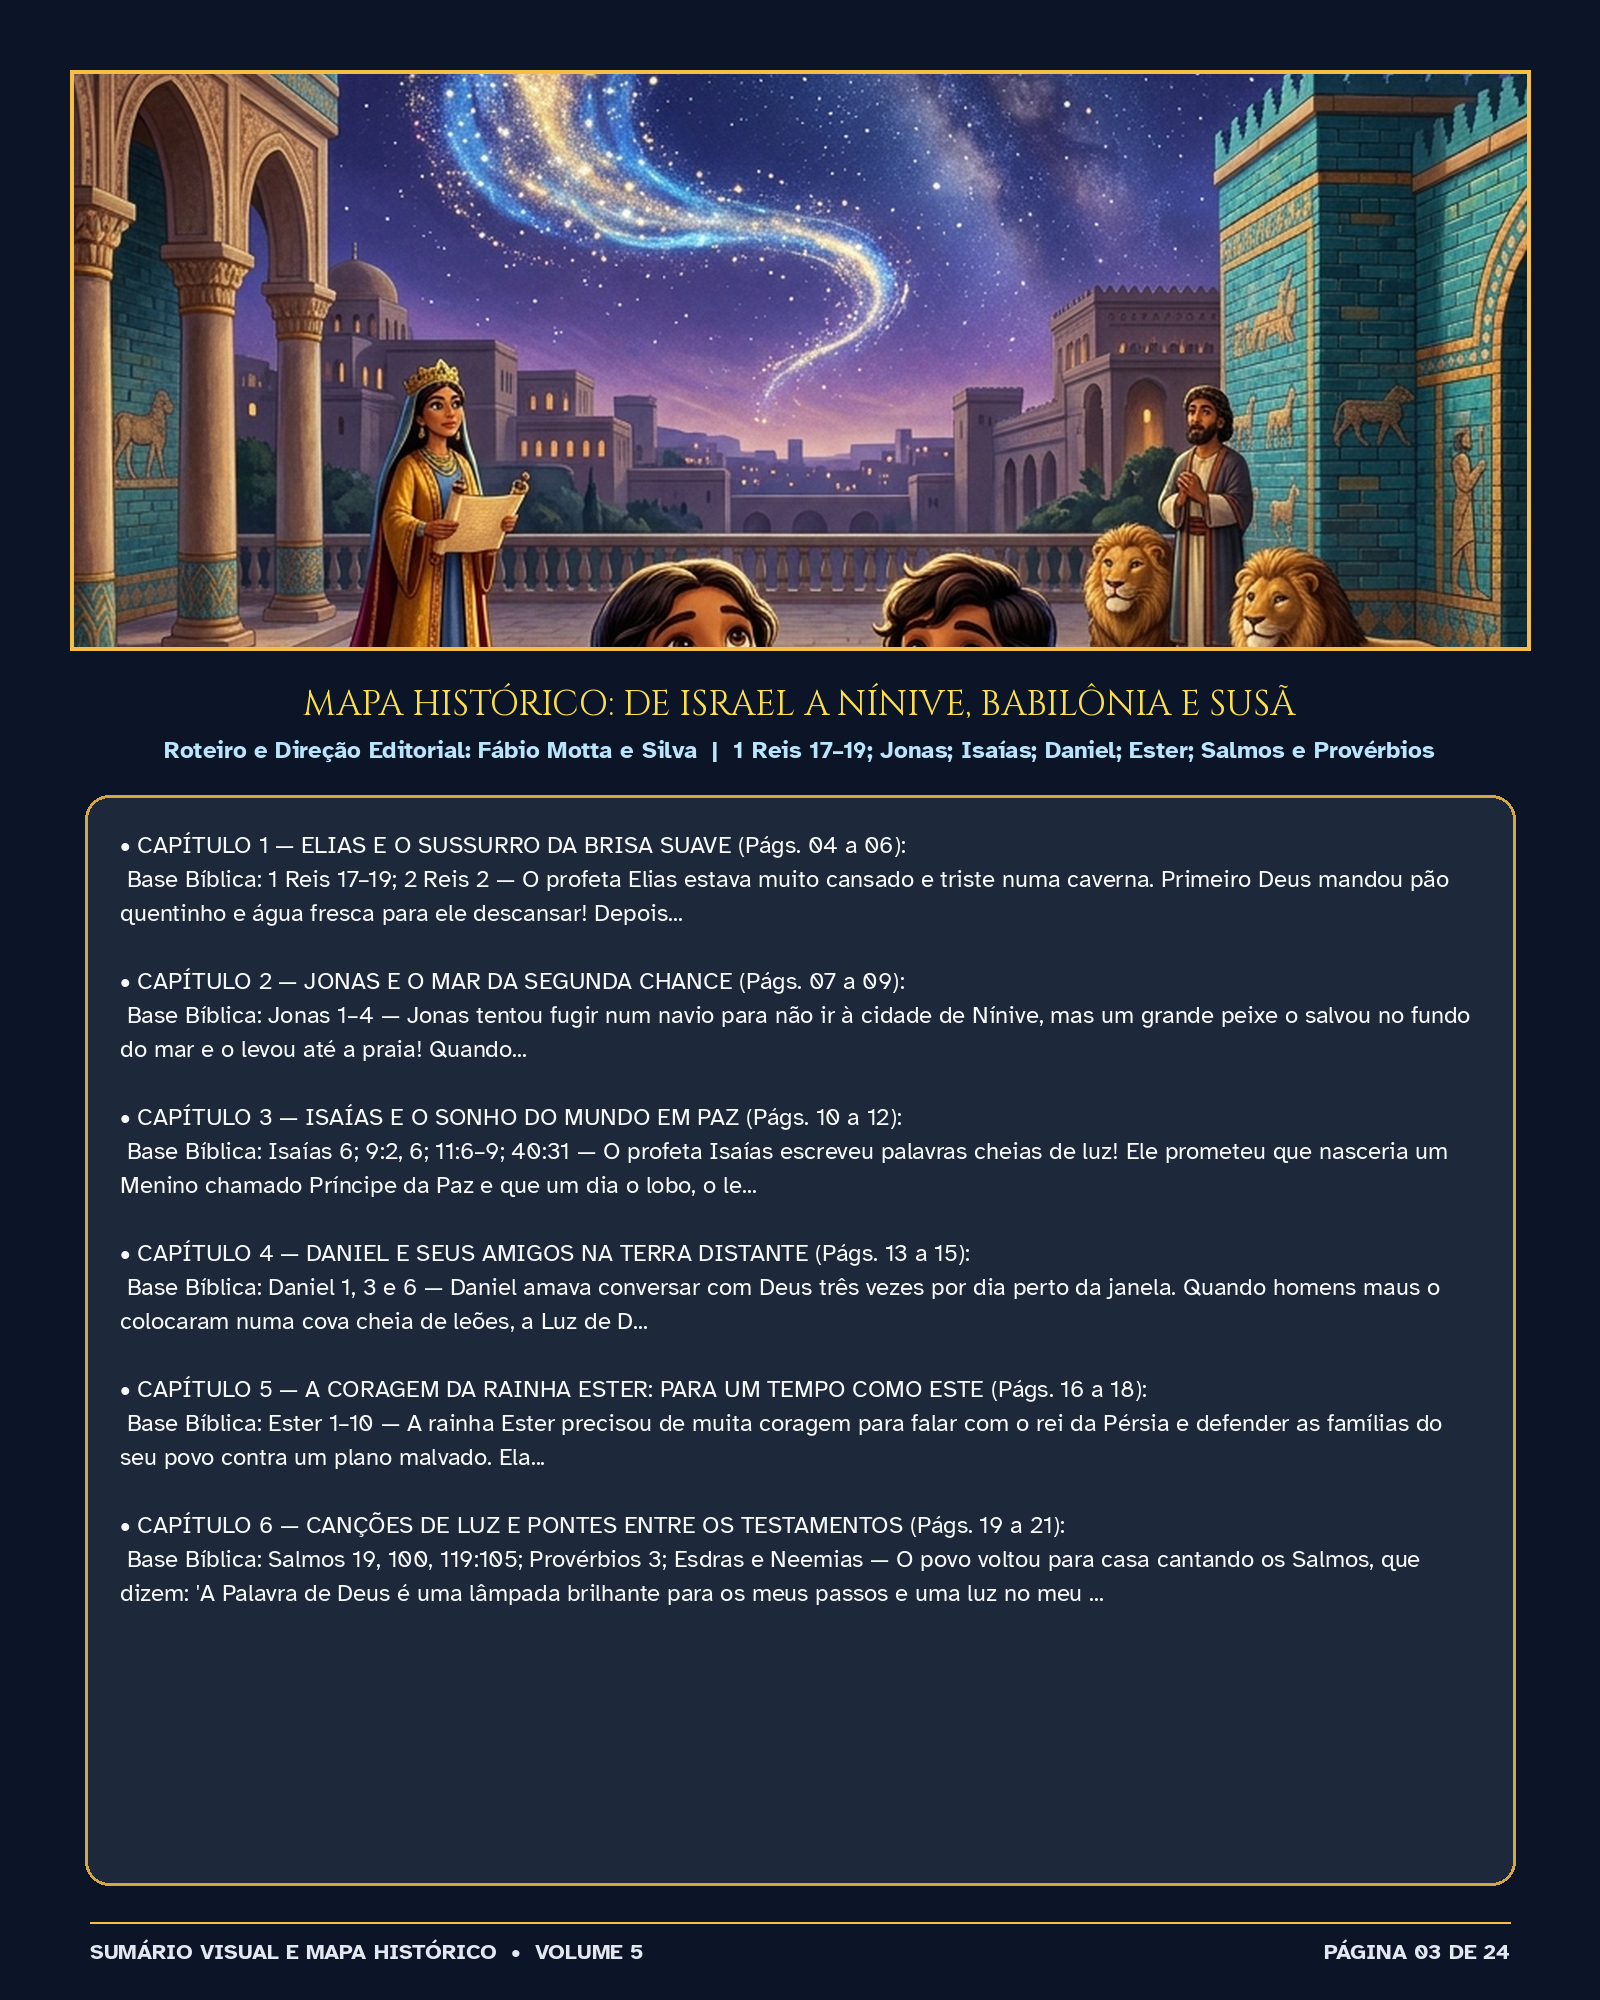 MAPA HISTÓRICO: DE ISRAEL A NÍNIVE, BABILÔNIA E SUSÃ
Roteiro e Direção Editorial: Fábio Motta e Silva | 1 Reis 17–19; Jonas; Isaías; Daniel; Ester; Salmos e Provérbios
• CAPÍTULO 1 — ELIAS E O SUSSURRO DA BRISA SUAVE (Págs. 04 a 06):
Base Bíblica: 1 Reis 17–19; 2 Reis 2 — O profeta Elias estava muito cansado e triste numa caverna. Primeiro Deus mandou pão
quentinho e água fresca para ele descansar! Depois...
• CAPÍTULO 2 — JONAS E O MAR DA SEGUNDA CHANCE (Págs. 07 a 09):
Base Bíblica: Jonas 1–4 — Jonas tentou fugir num navio para não ir à cidade de Nínive, mas um grande peixe o salvou no fundo
do mar e o levou até a praia! Quando...
• CAPÍTULO 3 — ISAÍAS E O SONHO DO MUNDO EM PAZ (Págs. 10 a 12):
Base Bíblica: Isaías 6; 9:2, 6; 11:6–9; 40:31 — O profeta Isaías escreveu palavras cheias de luz! Ele prometeu que nasceria um
Menino chamado Príncipe da Paz e que um dia o lobo, o le...
• CAPÍTULO 4 — DANIEL E SEUS AMIGOS NA TERRA DISTANTE (Págs. 13 a 15):
Base Bíblica: Daniel 1, 3 e 6 — Daniel amava conversar com Deus três vezes por dia perto da janela. Quando homens maus o
colocaram numa cova cheia de leões, a Luz de D...
• CAPÍTULO 5 — A CORAGEM DA RAINHA ESTER: PARA UM TEMPO COMO ESTE (Págs. 16 a 18):
Base Bíblica: Ester 1–10 — A rainha Ester precisou de muita coragem para falar com o rei da Pérsia e defender as famílias do
seu povo contra um plano malvado. Ela...
• CAPÍTULO 6 — CANÇÕES DE LUZ E PONTES ENTRE OS TESTAMENTOS (Págs. 19 a 21):
Base Bíblica: Salmos 19, 100, 119:105; Provérbios 3; Esdras e Neemias — O povo voltou para casa cantando os Salmos, que
dizem: 'A Palavra de Deus é uma lâmpada brilhante para os meus passos e uma luz no meu ...
SUMÁRIO VISUAL E MAPA HISTÓRICO • VOLUME 5
PÁGINA 03 DE 24